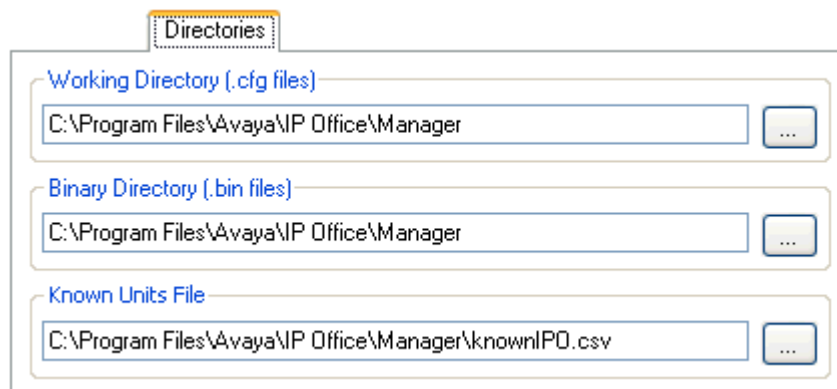 Directories
Working Directory (.cfg files)
C:\Program Files\Avaya\IP Office\Manager
...
Binary Directory (.bin files)
C:\Program Files\Avaya\IP Office\Manager
...
Known Units File
C:\Program Files\Avaya\IP Office\Manager\knownIPO.csv
...